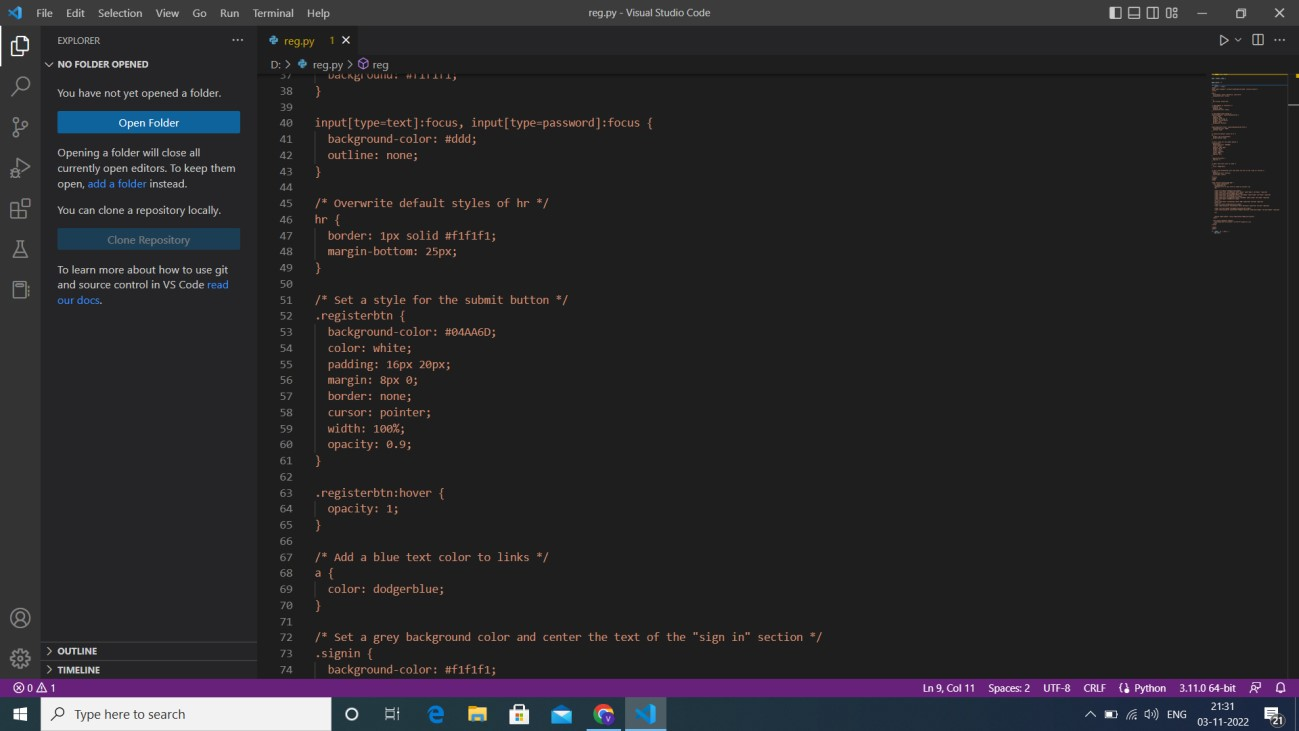 File Edit Selection View Go Run Terminal Help
reg.py - Visual Studio Code
EXPLORER
NO FOLDER OPENED
You have not yet opened a folder.
Open Folder
Opening a folder will close all
currently open editors. To keep them
open, add a folder instead.
You can clone a repository locally.
Clone Repository
To learn more about how to use git
and source control in VS Code read
our docs.
OUTLINE
TIMELINE
reg.py 1
D: > reg.py > reg
37 background: #f1f1f1;
38 }
39
40 input[type=text]:focus, input[type=password]:focus {
41 background-color: #ddd;
42 outline: none;
43 }
44
45 /* Overwrite default styles of hr */
46 hr {
47 border: 1px solid #f1f1f1;
48 margin-bottom: 25px;
49 }
50
51 /* Set a style for the submit button */
52 .registerbtn {
53 background-color: #04AA6D;
54 color: white;
55 padding: 16px 20px;
56 margin: 8px 0;
57 border: none;
58 cursor: pointer;
59 width: 100%;
60 opacity: 0.9;
61 }
62
63 .registerbtn:hover {
64 opacity: 1;
65 }
66
67 /* Add a blue text color to links */
68 a {
69 color: dodgerblue;
70 }
71
72 /* Set a grey background color and center the text of the "sign in" section */
73 .signin {
74 background-color: #f1f1f1;
0 1
Ln 9, Col 11 Spaces: 2 UTF-8 CRLF Python 3.11.0 64-bit
Type here to search
ENG
21:31
03-11-2022
21